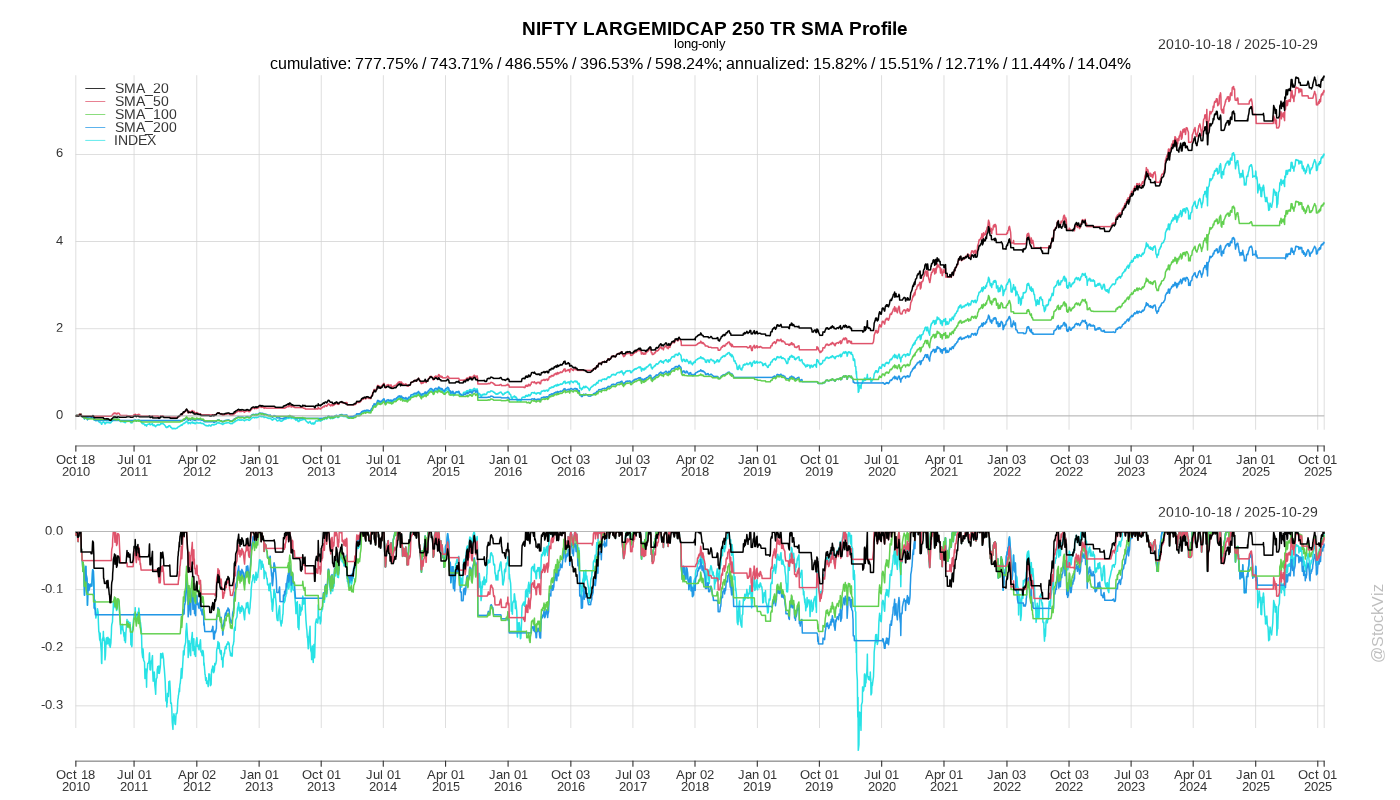 NIFTY LARGEMIDCAP 250 TR SMA Profile
long-only
2010-10-18 / 2025-10-29
cumulative: 777.75% / 743.71% / 486.55% / 396.53% / 598.24%; annualized: 15.82% / 15.51% / 12.71% / 11.44% / 14.04%
SMA_20
SMA_50
SMA_100
SMA_200
INDEX
6
4
2
0
Oct 18 Jul 01 Apr 02 Jan 01 Oct 01 Jul 01 Apr 01 Jan 01 Oct 03 Jul 03 Apr 02 Jan 01 Oct 01 Jul 01 Apr 01 Jan 03 Oct 03 Jul 03 Apr 01 Jan 01 Oct 01
2010 2011 2012 2013 2013 2014 2015 2016 2016 2017 2018 2019 2019 2020 2021 2022 2022 2023 2024 2025 2025
2010-10-18 / 2025-10-29
0.0
-0.1
-0.2
-0.3
Oct 18 Jul 01 Apr 02 Jan 01 Oct 01 Jul 01 Apr 01 Jan 01 Oct 03 Jul 03 Apr 02 Jan 01 Oct 01 Jul 01 Apr 01 Jan 03 Oct 03 Jul 03 Apr 01 Jan 01 Oct 01
2010 2011 2012 2013 2013 2014 2015 2016 2016 2017 2018 2019 2019 2020 2021 2022 2022 2023 2024 2025 2025
@StockViz